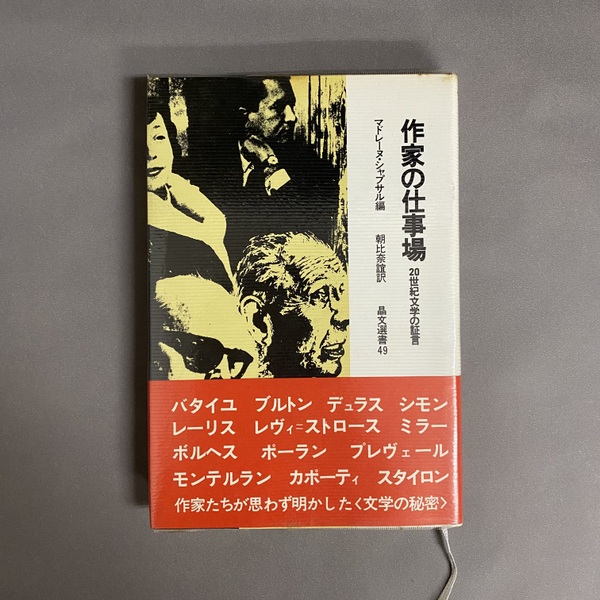 作家の仕事場
20世紀文学の証言
マドレーヌ・シャプサル編
朝比奈誼訳
晶文選書49
バタイユ ブルトン デュラス シモン
レーリス レヴィ=ストロース ミラー
ボルヘス ポーラン プレヴェール
モンテルラン カポーティ スタイロン
作家たちが思わず明かした〈文学の秘密〉